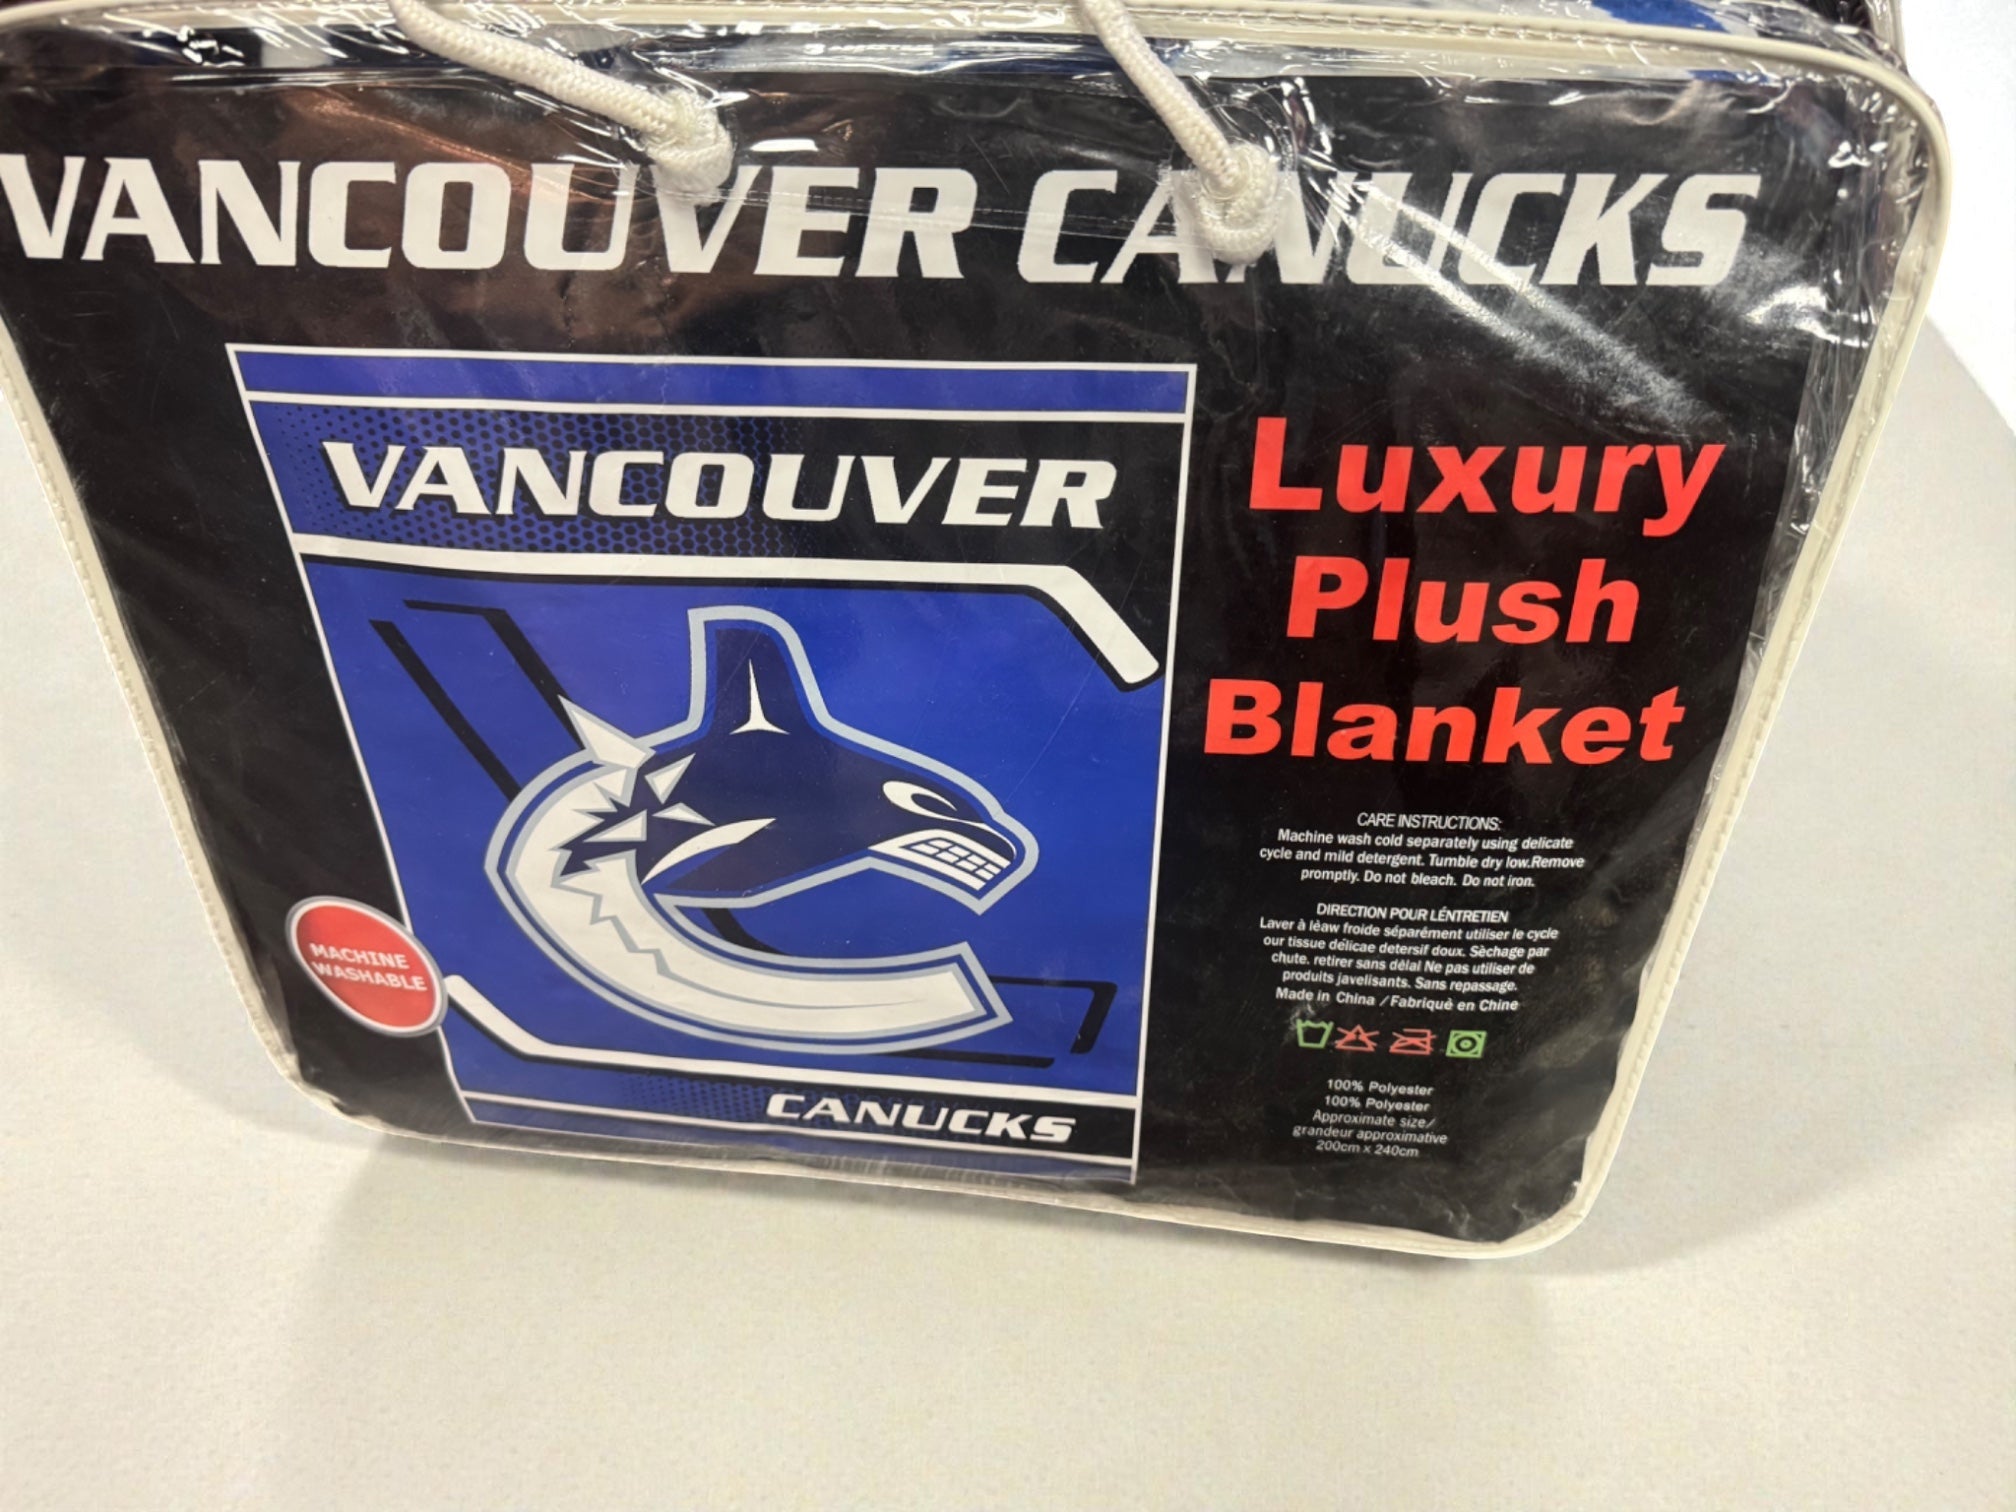 VANCOUVER CANUCKS
VANCOUVER
CANUCKS
MACHINE
WASHABLE
Luxury
Plush
Blanket
CARE INSTRUCTIONS:
Machine wash cold separately using delicate
cycle and mild detergent. Tumble dry low.Remove
promptly. Do not bleach. Do not iron.
DIRECTION POUR LÉNTRETIEN
Laver à lèaw froide séparément utiliser le cycle
our tissue délicae detersif doux. Sèchage par
chute. retirer sans délal Ne pas utiliser de
produits javelisants. Sans repassage.
Made in China /Fabriquè en Chine
100% Polyester
100% Polyester
Approximate size/
grandeur approximative
200cm x 240cm